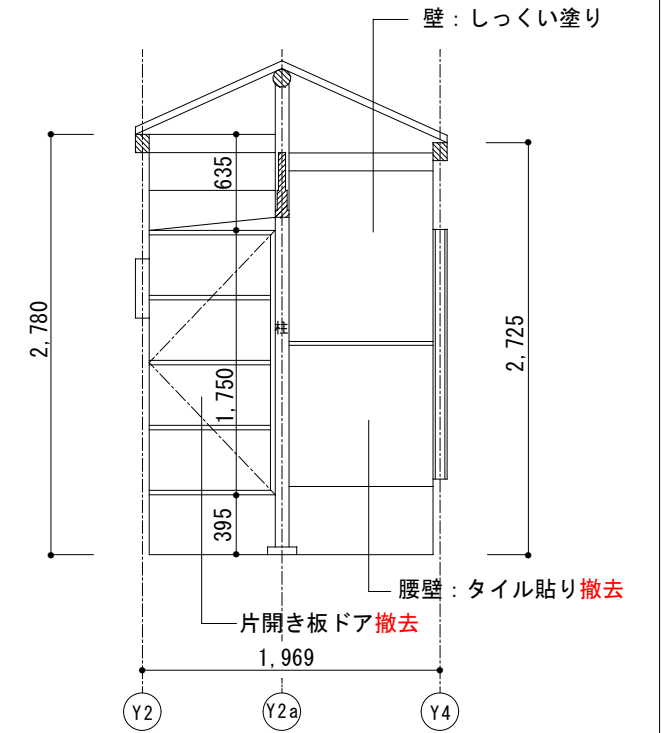 壁：しっくい塗り
635
2,780
柱
2,725
1,750
395
腰壁：タイル貼り撤去
片開き板ドア撤去
1,969
Y2
Y2a
Y4